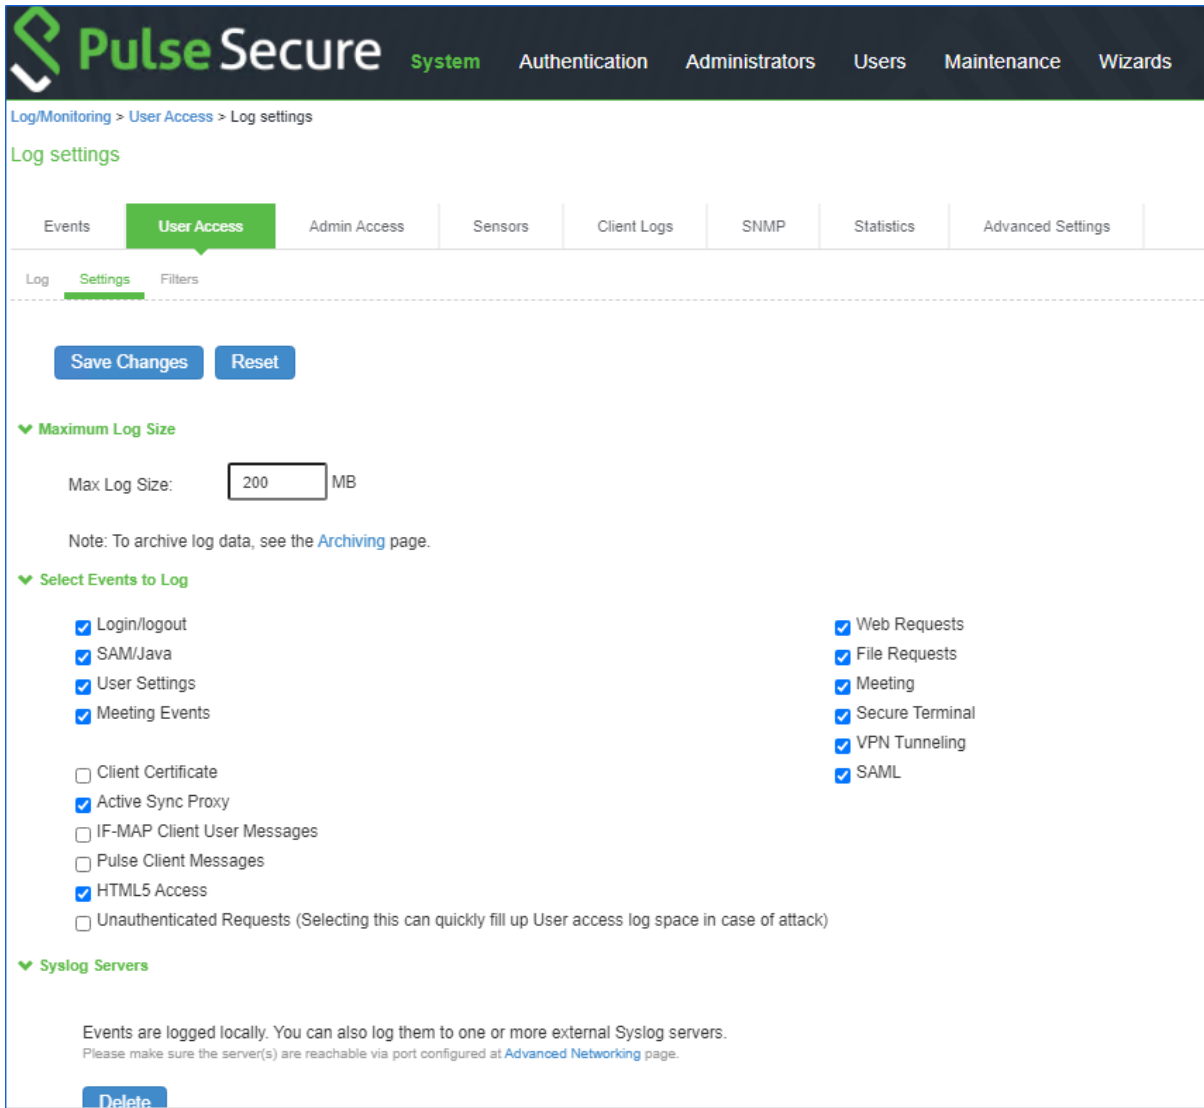 Pulse Secure System Authentication Administrators Users Maintenance Wizards
Log/Monitoring > User Access > Log settings
Log settings
Events User Access Admin Access Sensors Client Logs SNMP Statistics Advanced Settings
Log Settings Filters
Save Changes Reset
Maximum Log Size
Max Log Size: 200 MB
Note: To archive log data, see the Archiving page.
Select Events to Log
Login/logout Web Requests
SAM/Java File Requests
User Settings Meeting
Meeting Events Secure Terminal
VPN Tunneling
Client Certificate SAML
Active Sync Proxy
IF-MAP Client User Messages
Pulse Client Messages
HTML5 Access
Unauthenticated Requests (Selecting this can quickly fill up User access log space in case of attack)
Syslog Servers
Events are logged locally. You can also log them to one or more external Syslog servers.
Please make sure the server(s) are reachable via port configured at Advanced Networking page.
Delete